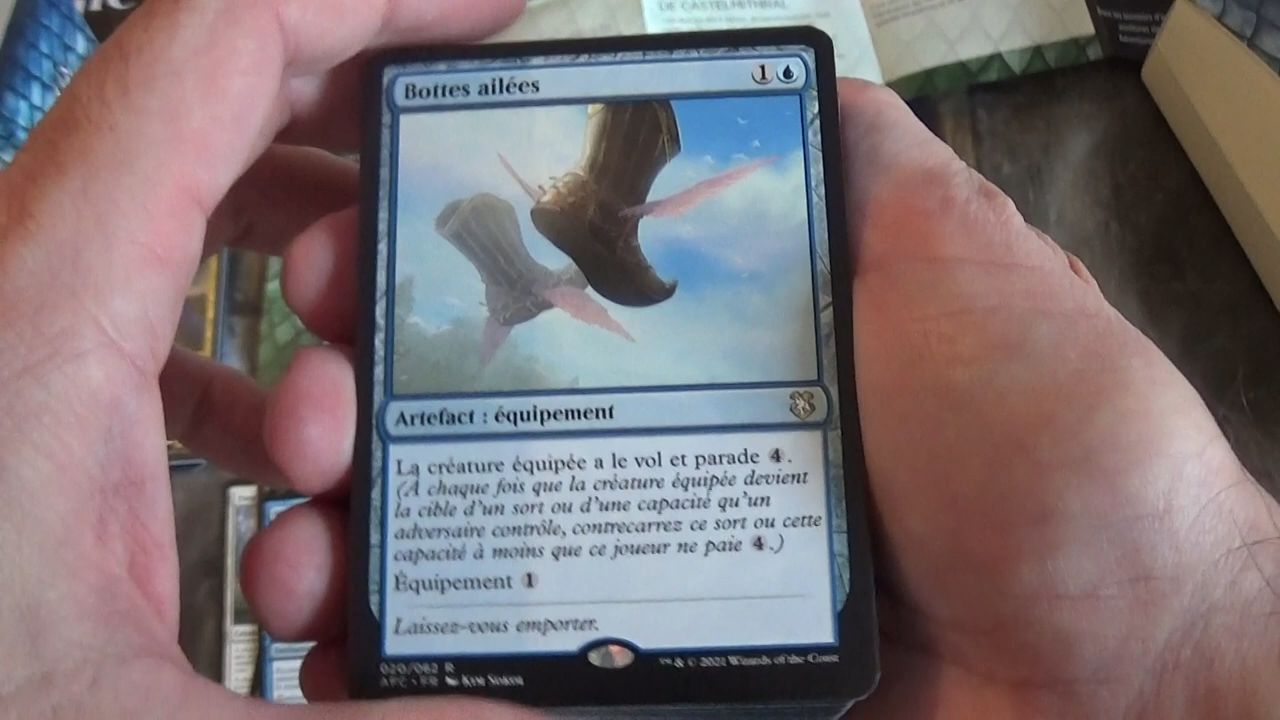 DE CASTELMITHRAL
Bottes ailées 1
Artefact : équipement
La créature équipée a le vol et parade 4.
(À chaque fois que la créature équipée devient
la cible d'un sort ou d'une capacité qu'un
adversaire contrôle, contrecarrez ce sort ou cette
capacité à moins que ce joueur ne paie 4.)
Équipement 1
Laissez-vous emporter.
020/062 R
AFC • FR
™ & © 2021 Wizards of the Coast